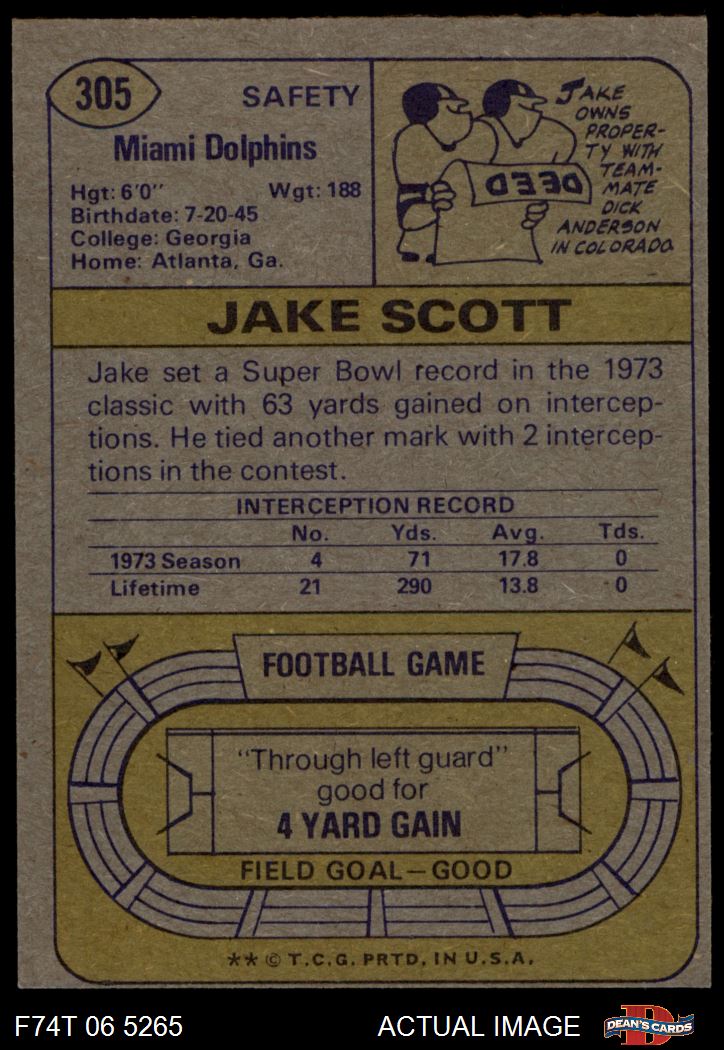 305
SAFETY
Miami Dolphins
Hgt: 6'0" Wgt: 188
Birthdate: 7-20-45
College: Georgia
Home: Atlanta, Ga.
JAKE
OWNS
PROPER-
TY WITH
TEAM-
MATE
DICK
ANDERSON
IN COLORADO
DEED
JAKE SCOTT
Jake set a Super Bowl record in the 1973
classic with 63 yards gained on intercep-
tions. He tied another mark with 2 intercep-
tions in the contest.
INTERCEPTION RECORD
No. Yds. Avg. Tds.
1973 Season 4 71 17.8 0
Lifetime 21 290 13.8 0
FOOTBALL GAME
"Through left guard"
good for
4 YARD GAIN
FIELD GOAL—GOOD
** © T.C.G. PRTD. IN U.S.A.
F74T 06 5265 ACTUAL IMAGE
D
DEAN'S CARDS